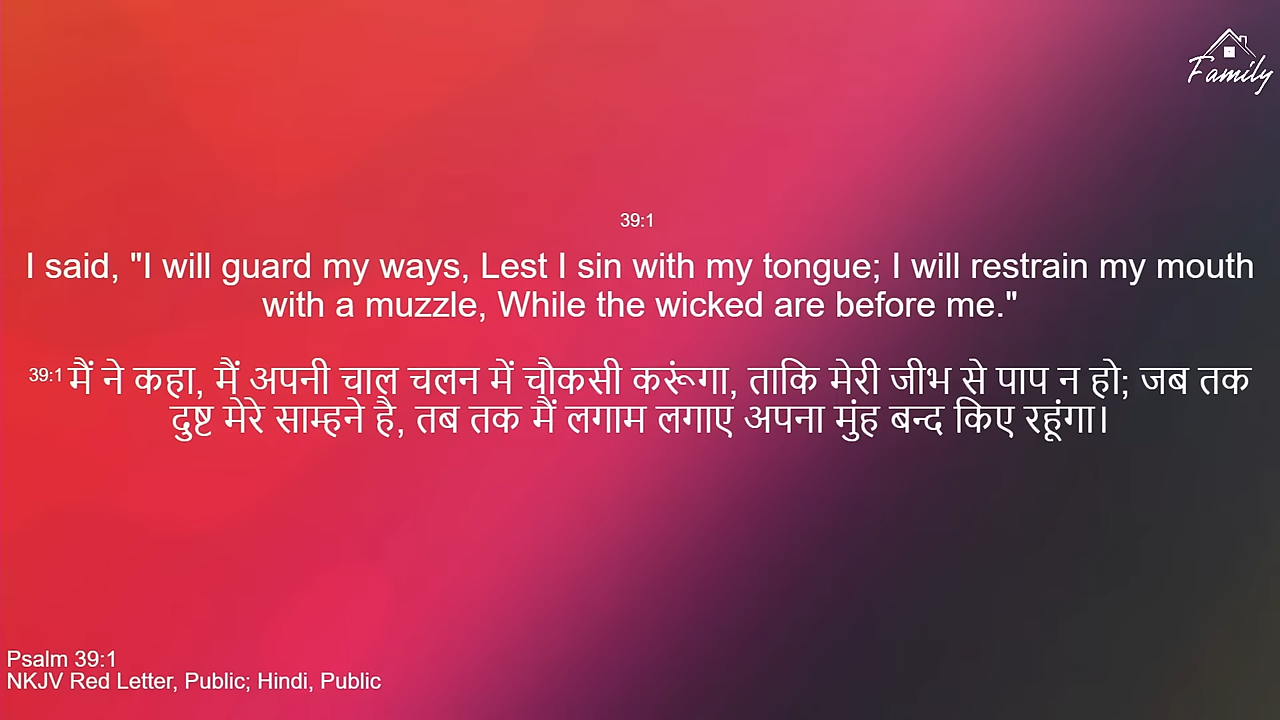 Family
39:1
I said, "I will guard my ways, Lest I sin with my tongue; I will restrain my mouth
with a muzzle, While the wicked are before me."
39:1 मैं ने कहा, मैं अपनी चाल चलन में चौकसी करूंगा, ताकि मेरी जीभ से पाप न हो; जब तक
दुष्ट मेरे साम्हने है, तब तक मैं लगाम लगाए अपना मुंह बन्द किए रहूंगा।
Psalm 39:1
NKJV Red Letter, Public; Hindi, Public